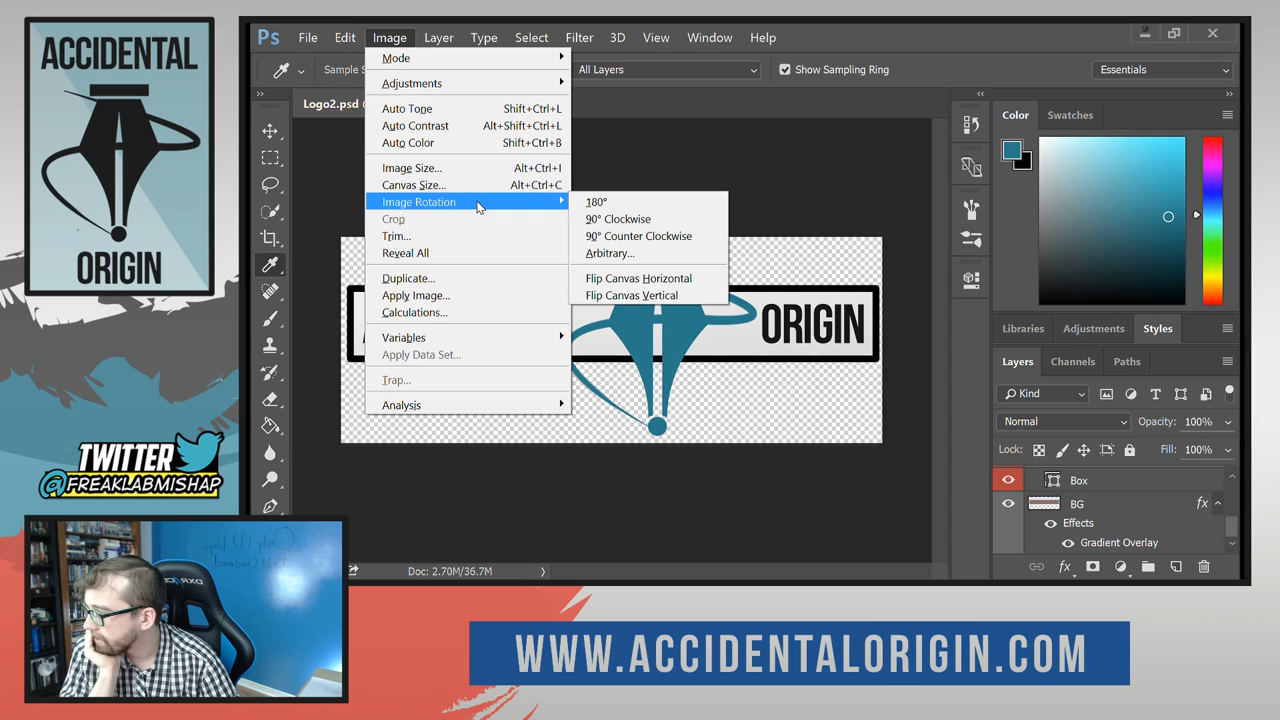 ACCIDENTAL
ORIGIN
TWITTER
@FREAKLABMISHAP
Ps File Edit Image Layer Type Select Filter 3D View Window Help
Sample S
All Layers
Show Sampling Ring
Essentials
Logo2.psd
Mode
Adjustments
Auto Tone Shift+Ctrl+L
Auto Contrast Alt+Shift+Ctrl+L
Auto Color Shift+Ctrl+B
Image Size... Alt+Ctrl+I
Canvas Size... Alt+Ctrl+C
Image Rotation
Crop
Trim...
Reveal All
Duplicate...
Apply Image...
Calculations...
Variables
Apply Data Set...
Trap...
Analysis
180°
90° Clockwise
90° Counter Clockwise
Arbitrary...
Flip Canvas Horizontal
Flip Canvas Vertical
ORIGIN
Doc: 2.70M/36.7M
Color Swatches
Libraries Adjustments Styles
Layers Channels Paths
Kind
Normal Opacity: 100%
Lock: Fill: 100%
Box
BG fx
Effects
Gradient Overlay
fx
WWW.ACCIDENTALORIGIN.COM